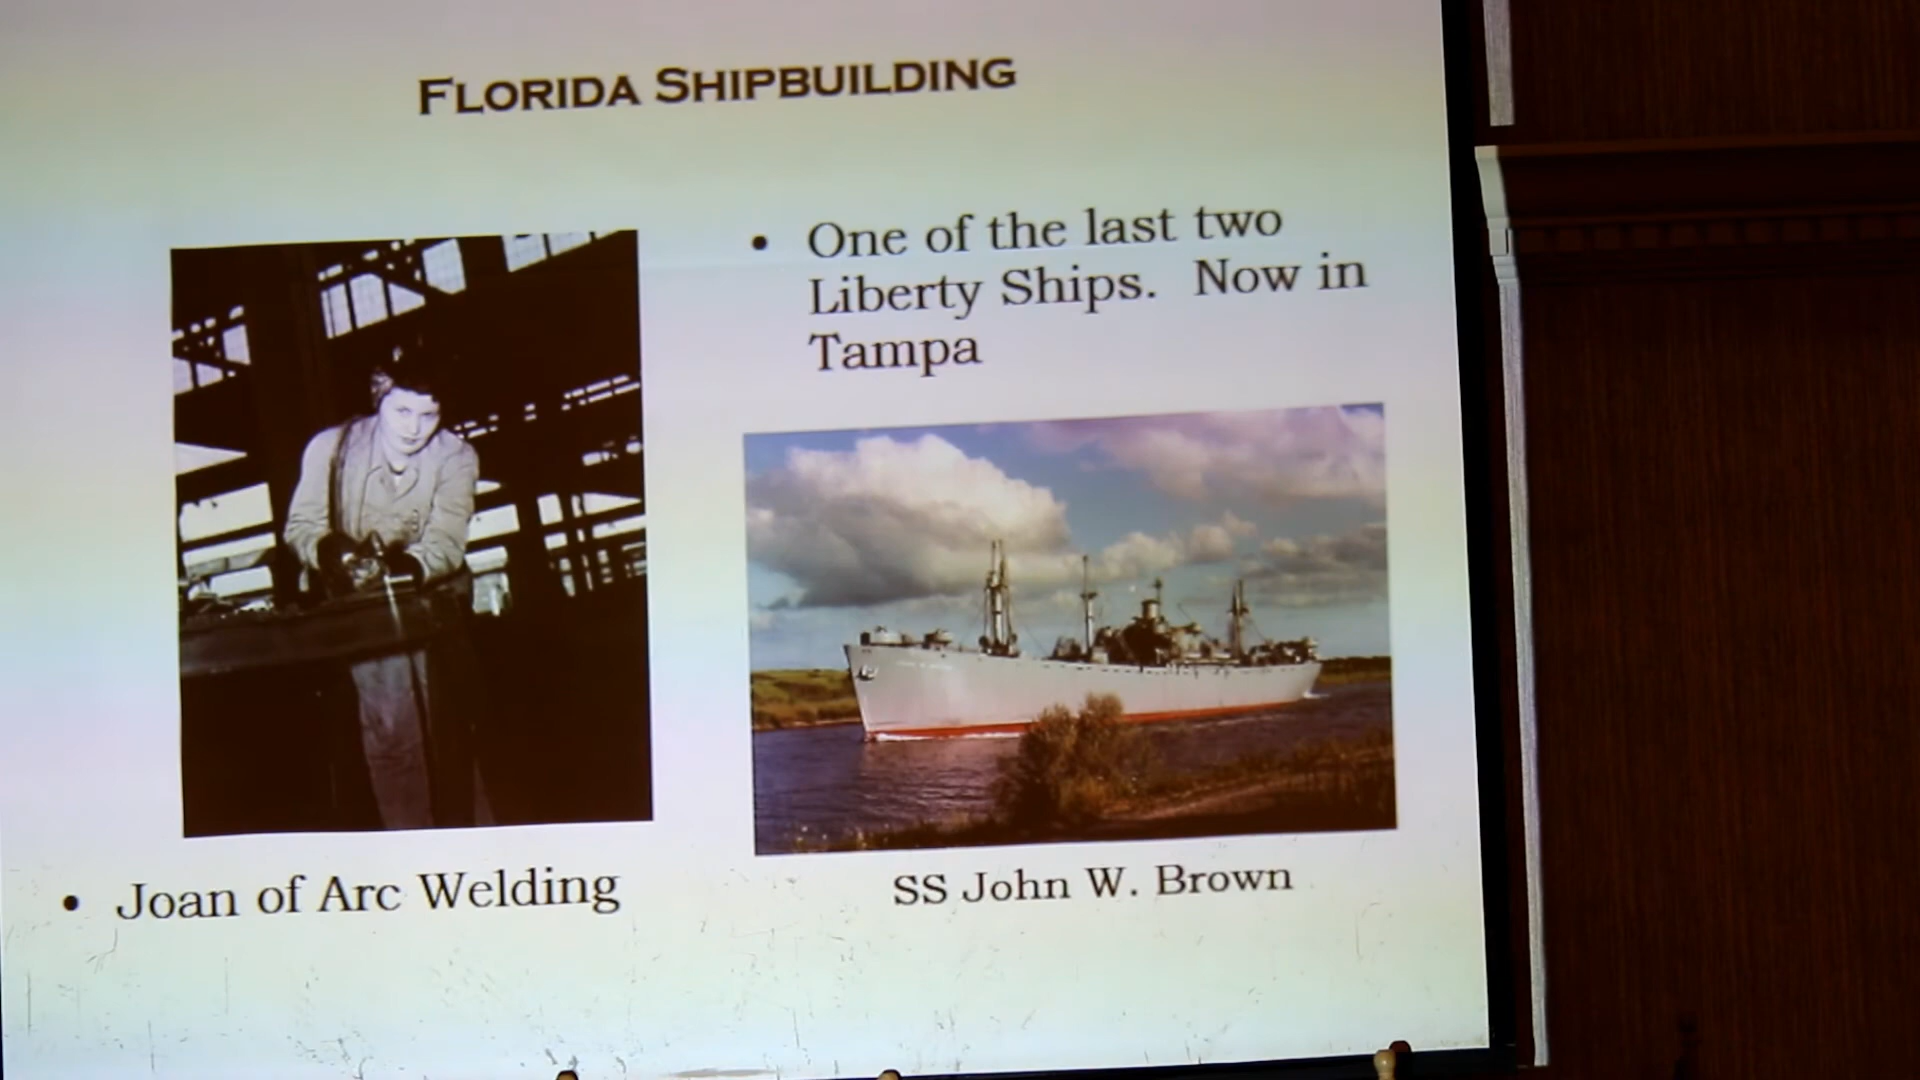 FLORIDA SHIPBUILDING
• One of the last two
Liberty Ships. Now in
Tampa
• Joan of Arc Welding
SS John W. Brown